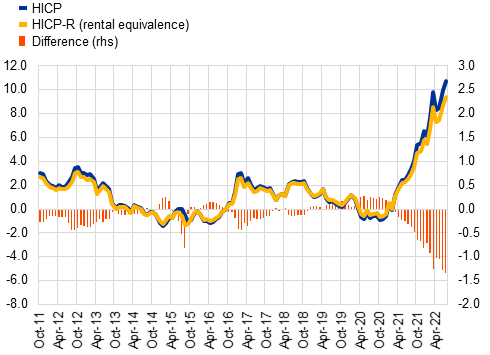 HICP
HICP-R (rental equivalence)
Difference (rhs)
12.0 3.0
10.0 2.5
8.0 2.0
6.0 1.5
4.0 1.0
2.0 0.5
0.0 0.0
-2.0 -0.5
-4.0 -1.0
-6.0 -1.5
-8.0 -2.0
Oct-11 Apr-12 Oct-12 Apr-13 Oct-13 Apr-14 Oct-14 Apr-15 Oct-15 Apr-16 Oct-16 Apr-17 Oct-17 Apr-18 Oct-18 Apr-19 Oct-19 Apr-20 Oct-20 Apr-21 Oct-21 Apr-22